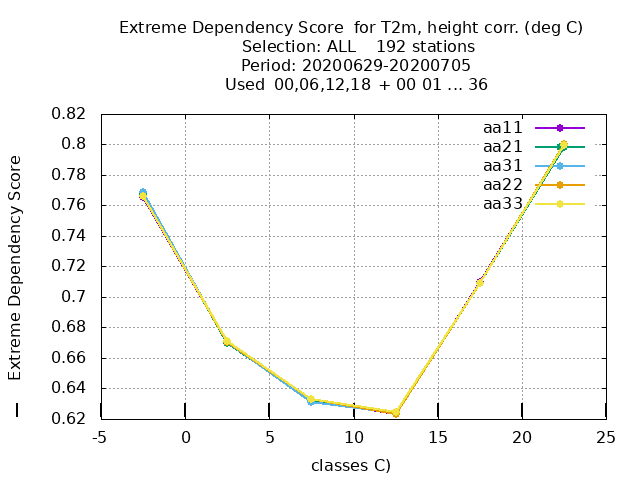 Extreme Dependency Score  for T2m, height corr. (deg C)
Selection: ALL    192 stations
Period: 20200629-20200705
Used  00,06,12,18 + 00 01 ... 36
Extreme Dependency Score
0.82
0.8
0.78
0.76
0.74
0.72
0.7
0.68
0.66
0.64
0.62
aa11
aa21
aa31
aa22
aa33
-5
0
5
10
15
20
25
classes C)